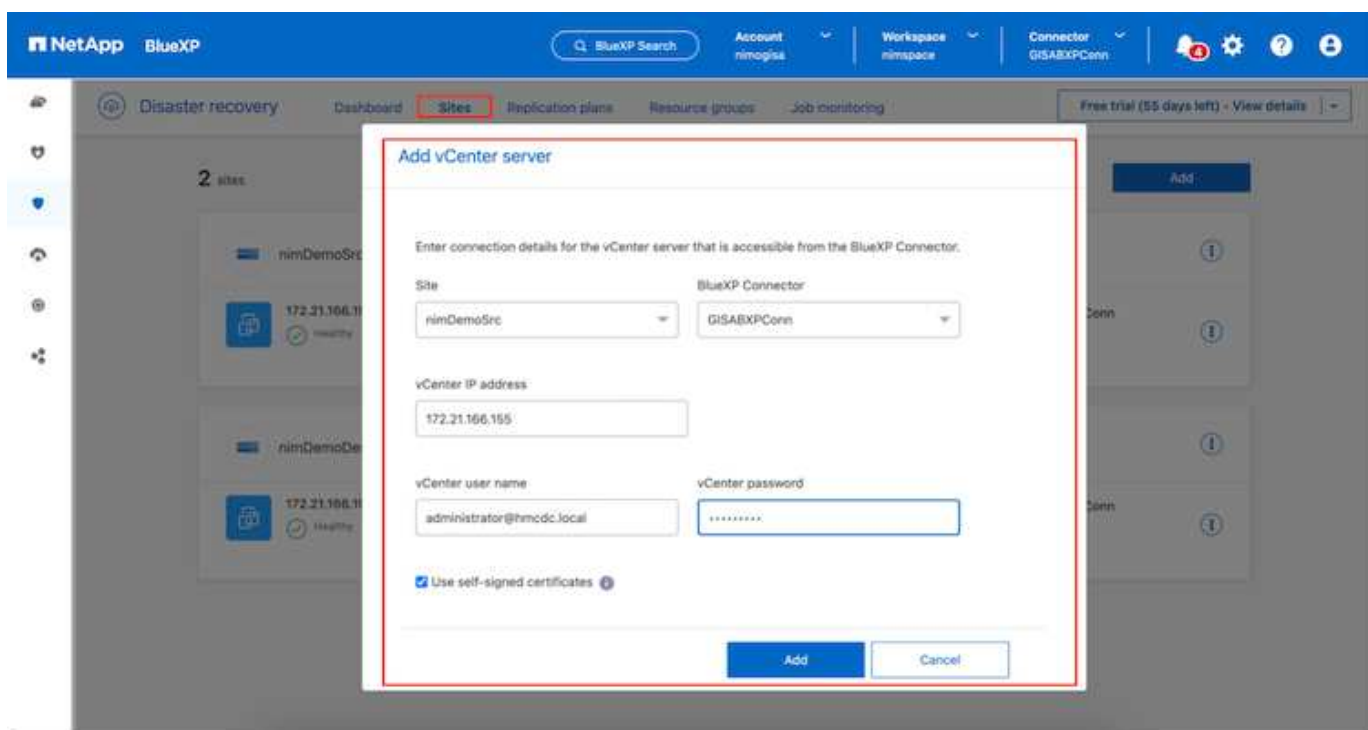 NetApp BlueXP
BlueXP Search
Account
nimogisa
Workspace
nimspace
Connector
GISABXPConn
4
Disaster recovery
Dashboard
Sites
Replication plans
Resource groups
Job monitoring
Free trial (55 days left) - View details
2 sites
Add
Add vCenter server
Enter connection details for the vCenter server that is accessible from the BlueXP Connector.
Site
BlueXP Connector
nimDemoSrc
GISABXPConn
vCenter IP address
172.21.166.155
vCenter user name
vCenter password
administrator@hmcdc.local
•••••••••
Use self-signed certificates
Add
Cancel
nimDemoSrc
172.21.166.1
Healthy
Conn
nimDemoDe
172.21.166.1
Healthy
Conn